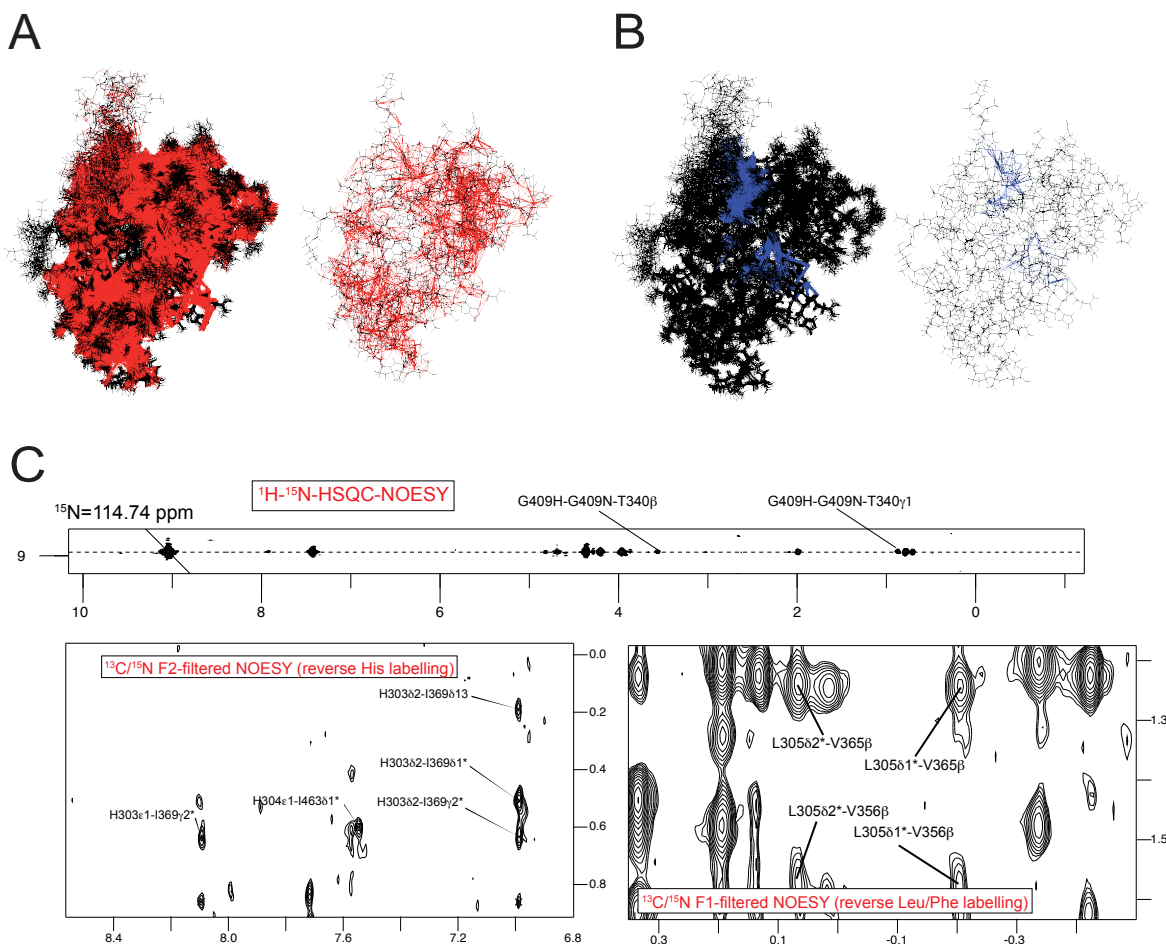 A
B
C
¹H-¹⁵N-HSQC-NOESY
G409H-G409N-T340β
G409H-G409N-T340γ1
¹⁵N=114.74 ppm
9
10
8
6
4
2
0
¹³C/¹⁵N F2-filtered NOESY (reverse His labelling)
H303δ2-I369δ13
H303δ2-I369δ1*
H304ε1-I463δ1*
H303δ2-I369γ2*
H303ε1-I369γ2*
0.0
0.2
0.4
0.6
0.8
8.4
8.0
7.6
7.2
6.8
L305δ2*-V365β
L305δ1*-V365β
L305δ2*-V356β
L305δ1*-V356β
¹³C/¹⁵N F1-filtered NOESY (reverse Leu/Phe labelling)
1.3
1.5
0.3
0.1
-0.1
-0.3